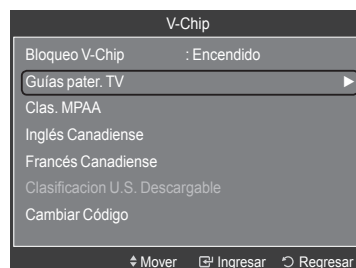 V-Chip
Bloqueo V-Chip : Encendido
Guías pater. TV
Clas. MPAA
Inglés Canadiense
Francés Canadiense
Clasificacion U.S. Descargable
Cambiar Código
Mover Ingresar Regresar